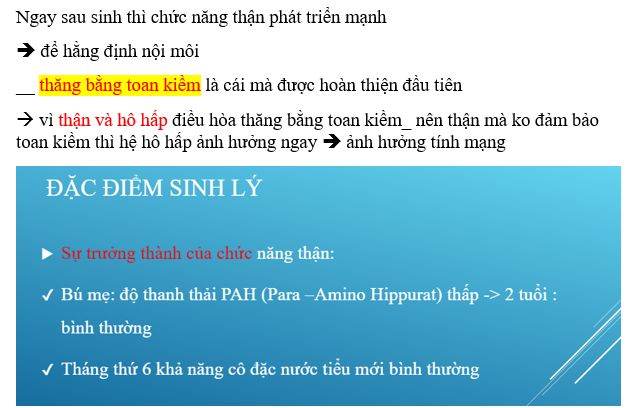 Ngay sau sinh thì chức năng thận phát triển mạnh
➔ để hằng định nội môi
__ thăng bằng toan kiềm là cái mà được hoàn thiện đầu tiên
→ vì thận và hô hấp điều hòa thăng bằng toan kiềm_ nên thận mà ko đảm bảo
toan kiềm thì hệ hô hấp ảnh hưởng ngay ➔ ảnh hưởng tính mạng
ĐẶC ĐIỂM SINH LÝ
▶ Sự trưởng thành của chức năng thận:
✓ Bú mẹ: độ thanh thải PAH (Para –Amino Hippurat) thấp -> 2 tuổi :
bình thường
✓ Tháng thứ 6 khả năng cô đặc nước tiểu mới bình thường